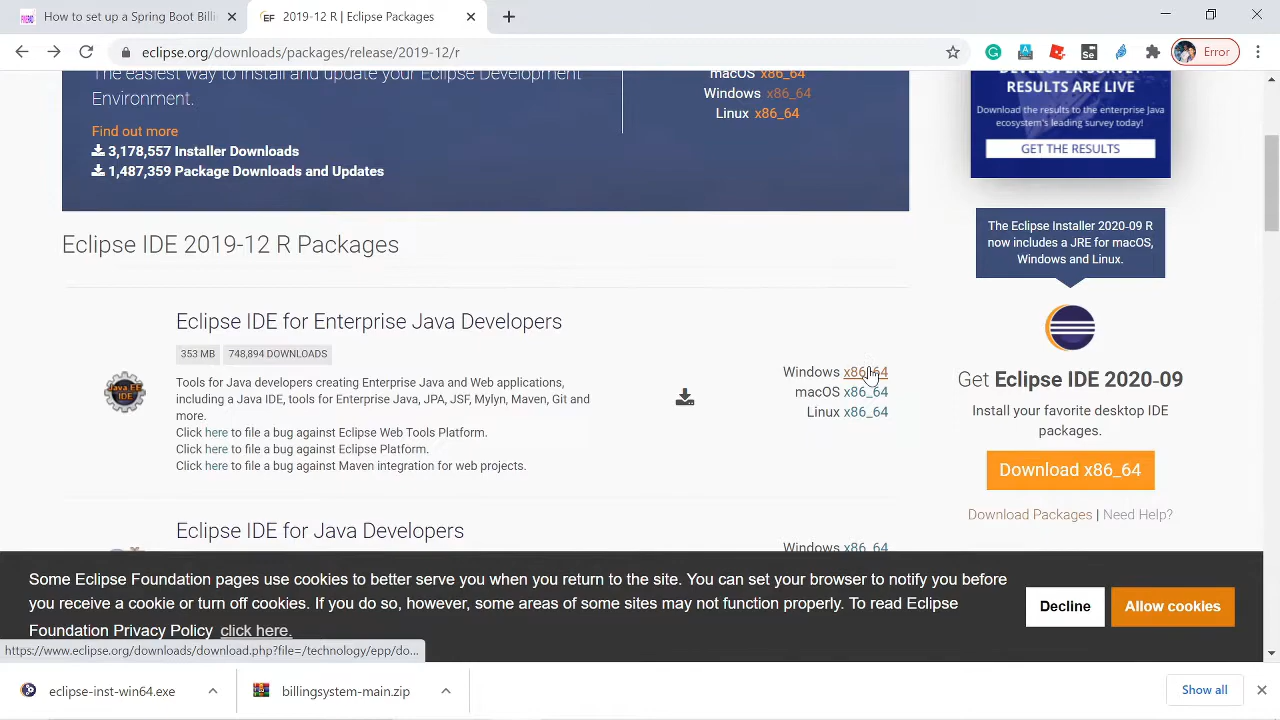 How to set up a Spring Boot Billi
2019-12 R | Eclipse Packages
eclipse.org/downloads/packages/release/2019-12/r
Error
The easiest way to install and update your Eclipse Development
Environment.
Find out more
3,178,557 Installer Downloads
1,487,359 Package Downloads and Updates
macOS x86_64
Windows x86_64
Linux x86_64
DEVELOPER SURVEY
RESULTS ARE LIVE
Download the results to the enterprise Java
ecosystem's leading survey today!
GET THE RESULTS
Eclipse IDE 2019-12 R Packages
The Eclipse Installer 2020-09 R
now includes a JRE for macOS,
Windows and Linux.
Eclipse IDE for Enterprise Java Developers
353 MB 748,894 DOWNLOADS
Java EE
IDE
Tools for Java developers creating Enterprise Java and Web applications,
including a Java IDE, tools for Enterprise Java, JPA, JSF, Mylyn, Maven, Git and
more.
Click here to file a bug against Eclipse Web Tools Platform.
Click here to file a bug against Eclipse Platform.
Click here to file a bug against Maven integration for web projects.
Windows x86_64
macOS x86_64
Linux x86_64
Get Eclipse IDE 2020-09
Install your favorite desktop IDE
packages.
Download x86_64
Download Packages | Need Help?
Eclipse IDE for Java Developers
Windows x86_64
Some Eclipse Foundation pages use cookies to better serve you when you return to the site. You can set your browser to notify you before
you receive a cookie or turn off cookies. If you do so, however, some areas of some sites may not function properly. To read Eclipse
Foundation Privacy Policy click here.
Decline
Allow cookies
https://www.eclipse.org/downloads/download.php?file=/technology/epp/do...
eclipse-inst-win64.exe
billingsystem-main.zip
Show all